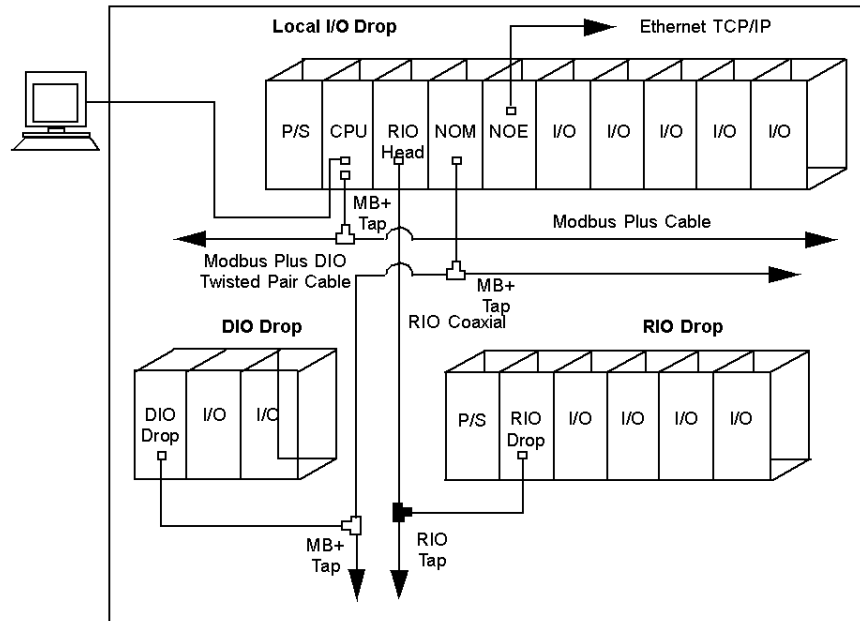 Local I/O Drop
Ethernet TCP/IP
P/S
CPU
RIO
Head
NOM
NOE
I/O
I/O
I/O
I/O
I/O
MB+
Tap
Modbus Plus Cable
Modbus Plus DIO
Twisted Pair Cable
MB+
Tap
RIO Coaxial
DIO Drop
RIO Drop
DIO
Drop
I/O
I/O
P/S
RIO
Drop
I/O
I/O
I/O
I/O
MB+
Tap
RIO
Tap